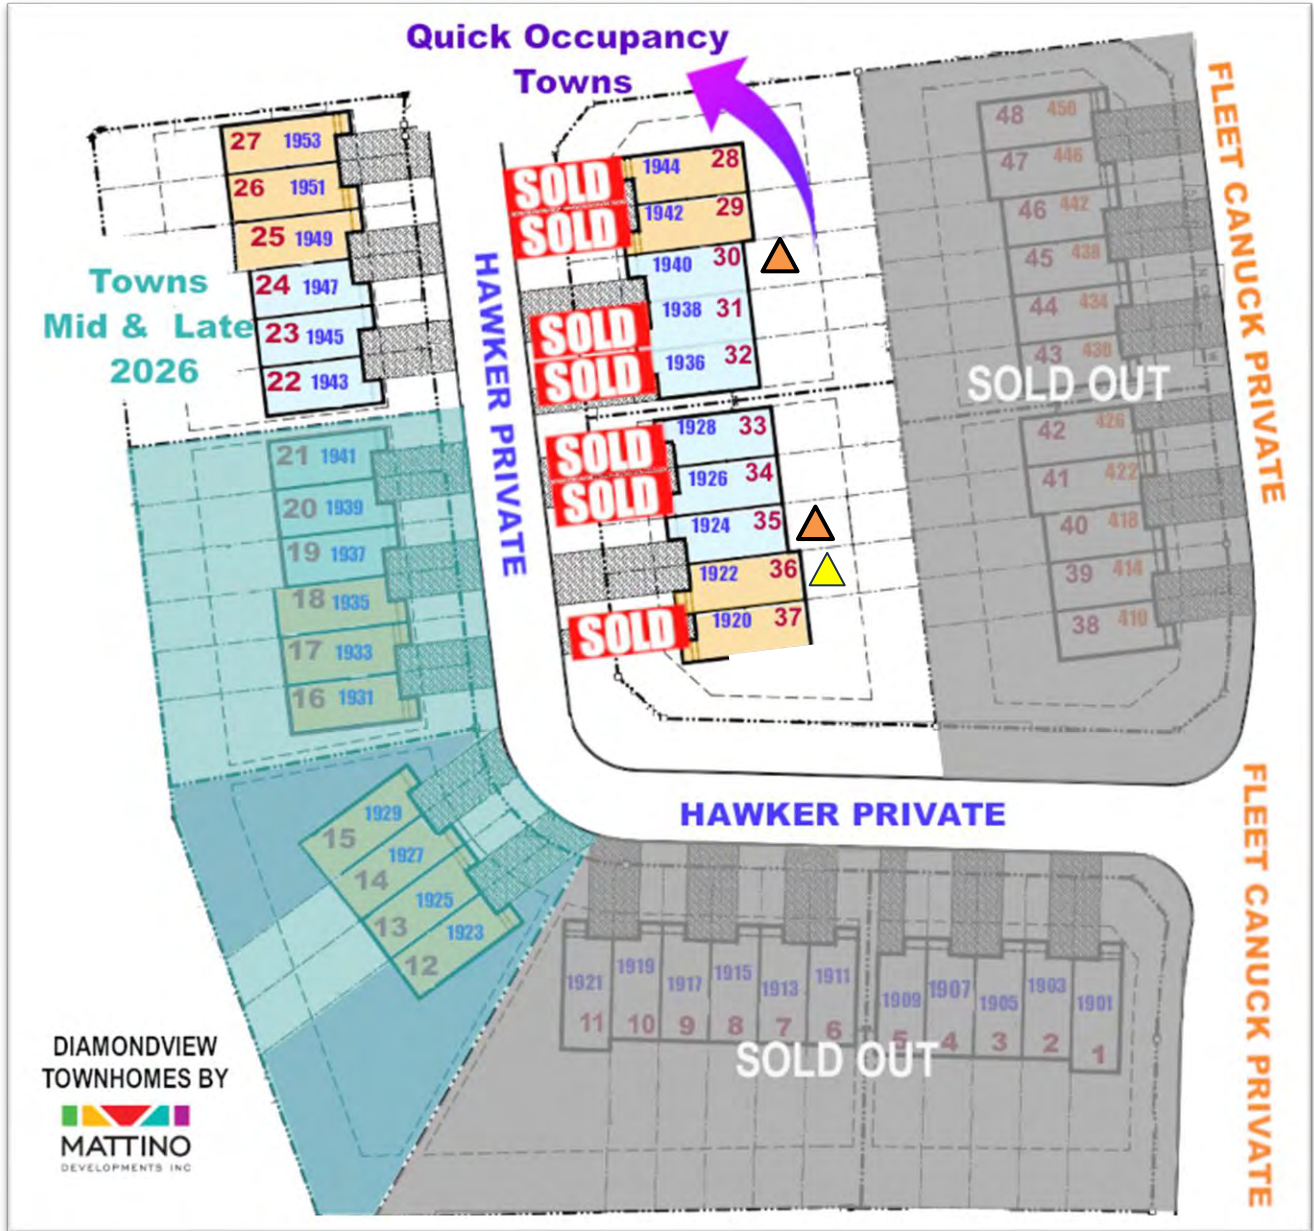 Quick Occupancy
Towns
27 1953
26 1951
25 1949
24 1947
23 1945
22 1943
Towns
Mid & Late
2026
21 1941
20 1939
19 1937
18 1935
17 1933
16 1931
15 1929
14 1927
13 1925
12 1923
HAWKER PRIVATE
SOLD 1944 28
SOLD 1942 29
1940 30
SOLD 1938 31
SOLD 1936 32
SOLD 1928 33
SOLD 1926 34
1924 35
1922 36
SOLD 1920 37
48 450
47 446
46 442
45 438
44 434
43 430
SOLD OUT
42 426
41 422
40 418
39 414
38 410
FLEET CANUCK PRIVATE
HAWKER PRIVATE
FLEET CANUCK PRIVATE
1921 1919 1917 1915 1913 1911 1909 1907 1905 1903 1901
11 10 9 8 7 6 5 4 3 2 1
SOLD OUT
DIAMONDVIEW
TOWNHOMES BY
MATTINO
DEVELOPMENTS INC